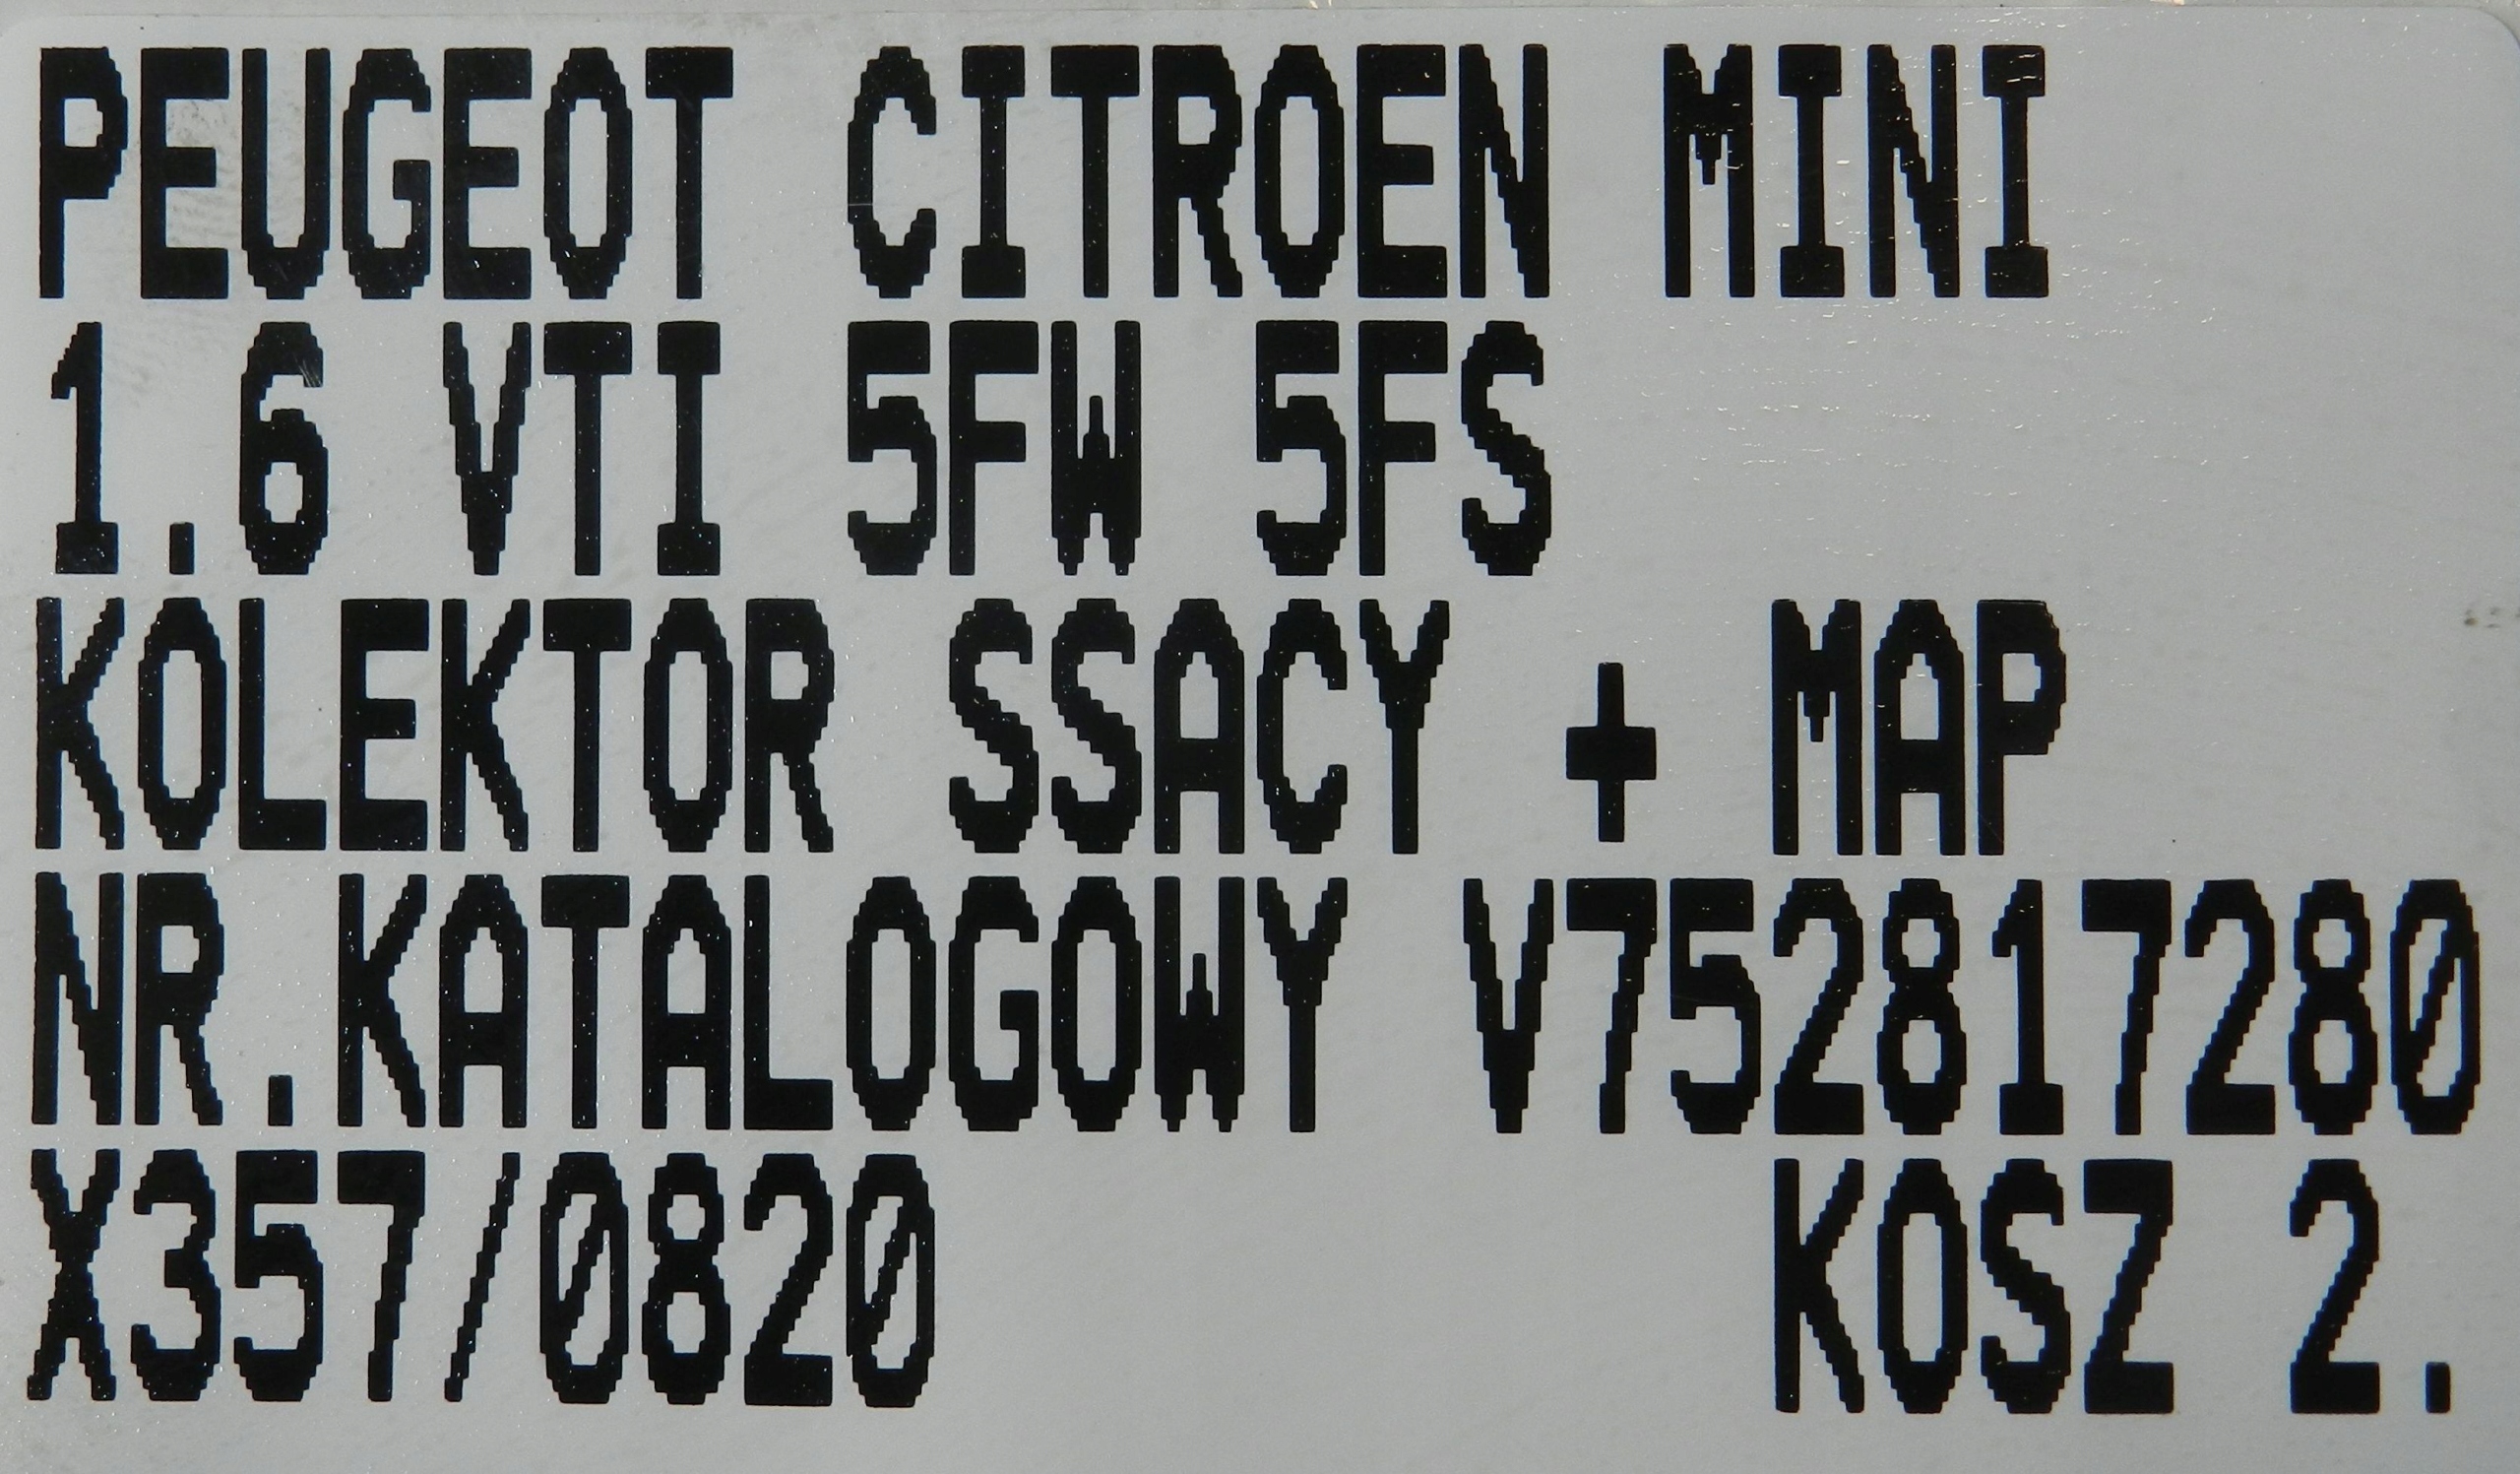 PEUGEOT CITROEN MINI
1.6 VTI 5FW 5FS
KOLEKTOR SSACY + MAP
NR.KATALOGOWY V752817280
X357/0820 KOSZ 2.